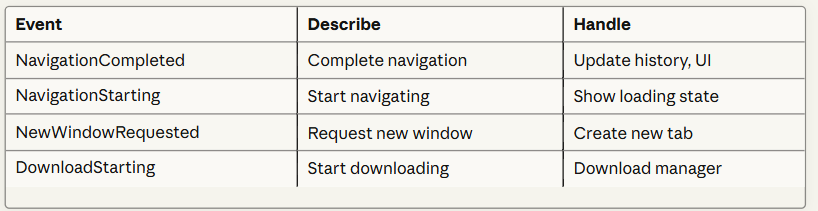 Event Describe Handle
NavigationCompleted Complete navigation Update history, UI
NavigationStarting Start navigating Show loading state
NewWindowRequested Request new window Create new tab
DownloadStarting Start downloading Download manager